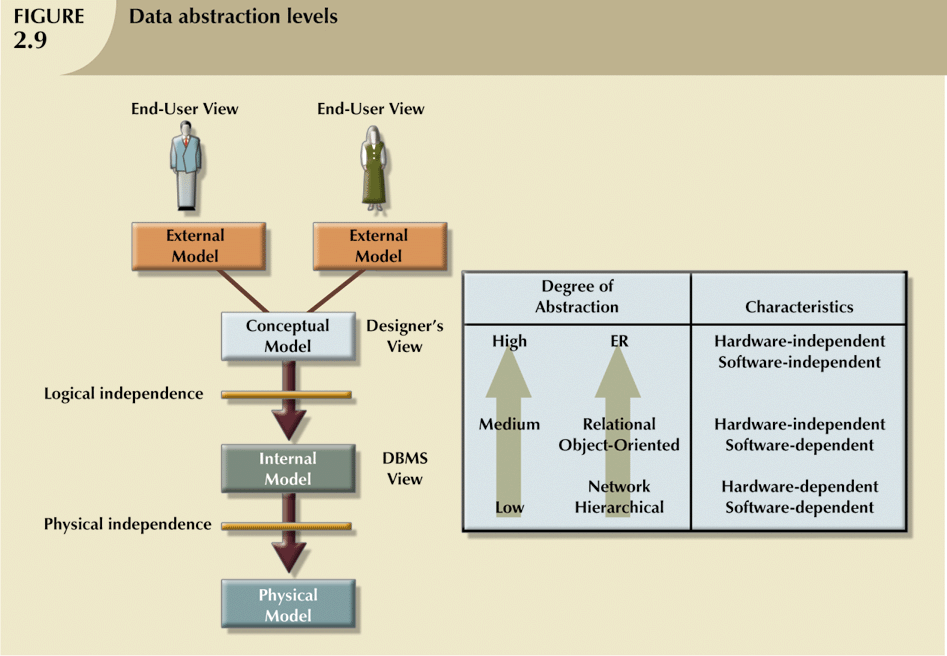 FIGURE
2.9
Data abstraction levels
End-User View
End-User View
External
Model
External
Model
Conceptual
Model
Designer's
View
Logical independence
Internal
Model
DBMS
View
Physical independence
Physical
Model
Degree of
Abstraction
Characteristics
High
ER
Hardware-independent
Software-independent
Medium
Relational
Object-Oriented
Hardware-independent
Software-dependent
Low
Network
Hierarchical
Hardware-dependent
Software-dependent